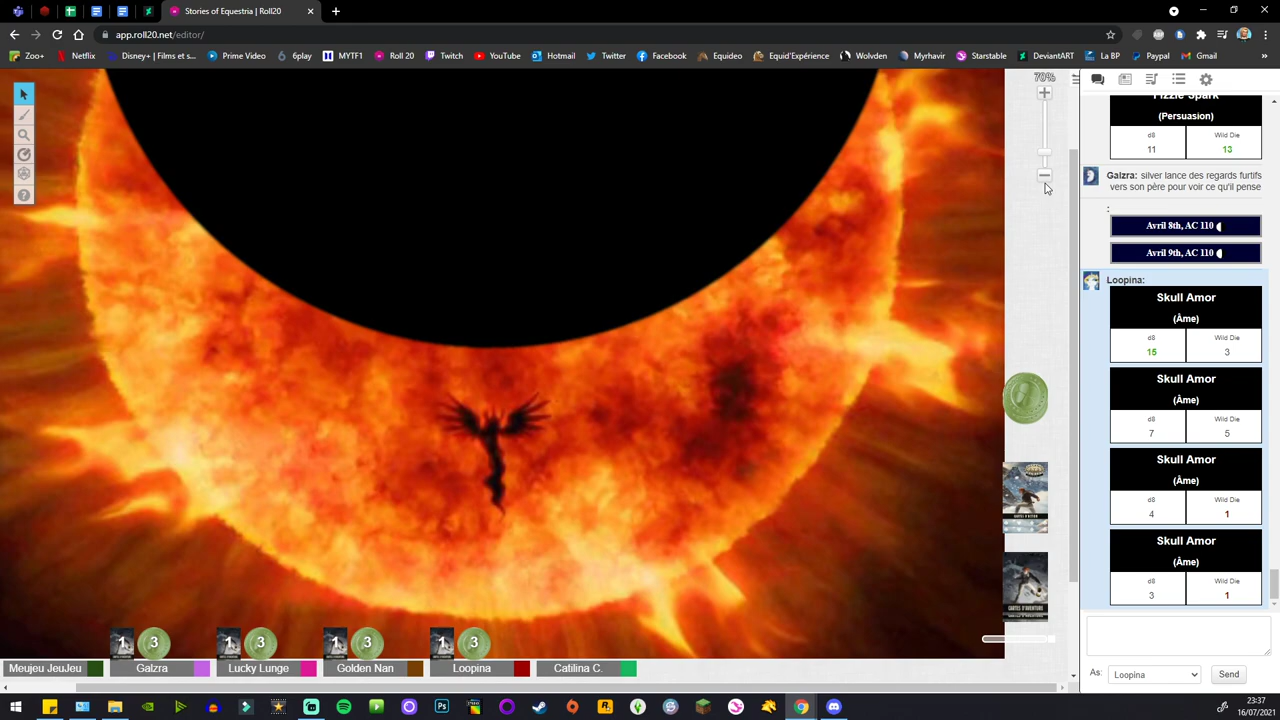 Stories of Equestria | Roll20
app.roll20.net/editor/
Zoo+ Netflix Disney+ | Films et s... Prime Video 6play MYTF1 Roll 20 Twitch YouTube Hotmail Twitter Facebook Equideo Equid'Expérience Wolvden Myrhavir Starstable DeviantART La BP Paypal Gmail
70%
Fizzle Spark
(Persuasion)
d8 Wild Die
11 13
Galzra: silver lance des regards furtifs
vers son père pour voir ce qu'il pense
:
Avril 8th, AC 110
Avril 9th, AC 110
Loopina:
Skull Amor
(Âme)
d8 Wild Die
15 3
Skull Amor
(Âme)
d8 Wild Die
7 5
Skull Amor
(Âme)
d8 Wild Die
4 1
Skull Amor
(Âme)
d8 Wild Die
3 1
CARTES D'AVENTURE
1 3 1 3 1 3 1 3
Meujeu JeuJeu Galzra Lucky Lunge Golden Nan Loopina Catilina C.
As: Loopina Send
23:37
16/07/2021